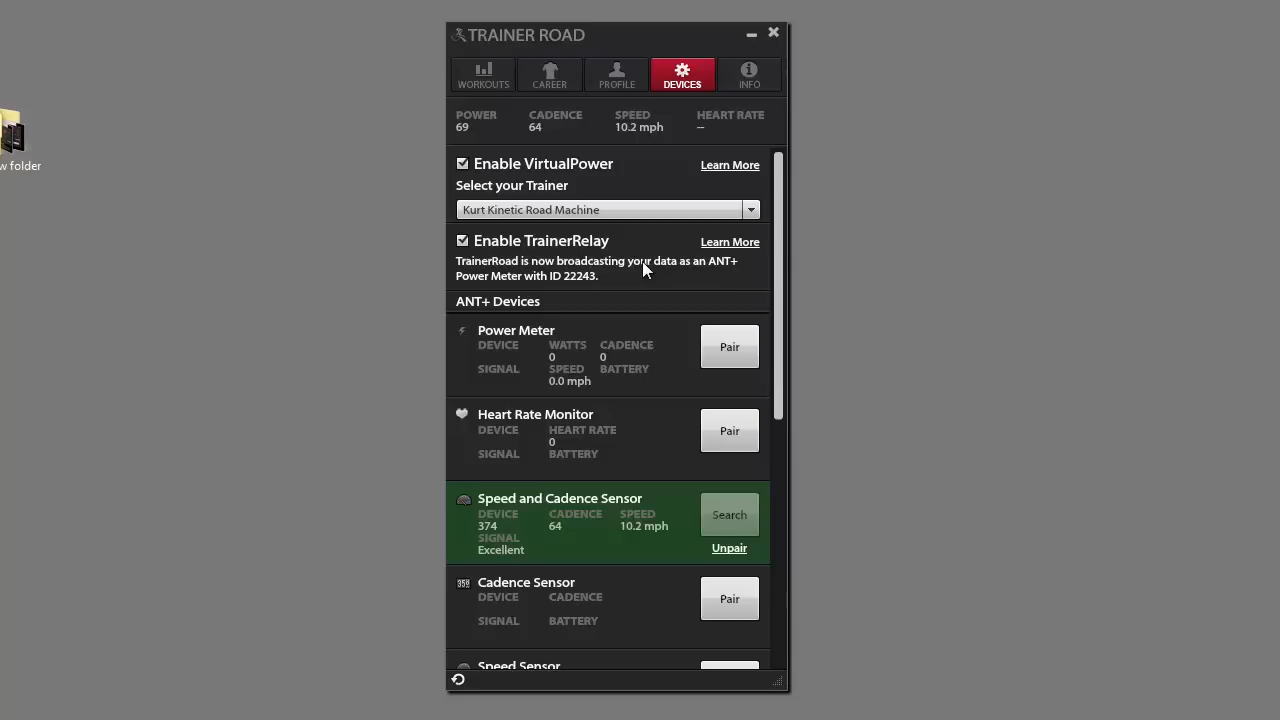 TRAINER ROAD
WORKOUTS CAREER PROFILE DEVICES INFO
POWER CADENCE SPEED HEART RATE
69 64 10.2 mph --
w folder
Enable VirtualPower Learn More
Select your Trainer
Kurt Kinetic Road Machine
Enable TrainerRelay Learn More
TrainerRoad is now broadcasting your data as an ANT+
Power Meter with ID 22243.
ANT+ Devices
Power Meter
DEVICE WATTS CADENCE
0 0
Pair
SIGNAL SPEED BATTERY
0.0 mph
Heart Rate Monitor
DEVICE HEART RATE
0
Pair
SIGNAL BATTERY
Speed and Cadence Sensor
DEVICE CADENCE SPEED
374 64 10.2 mph
Search
SIGNAL
Excellent
Unpair
359 Cadence Sensor
DEVICE CADENCE
Pair
SIGNAL BATTERY
Speed Sensor